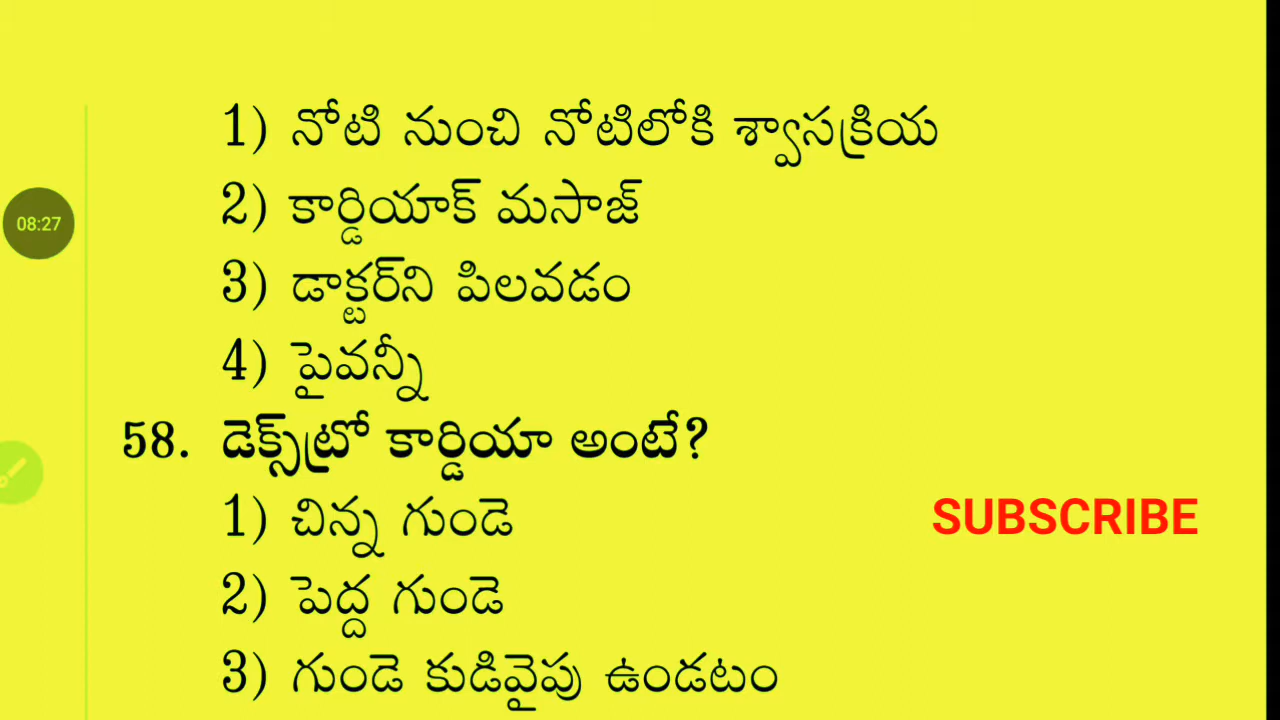 1) నోటి నుంచి నోటిలోకి శ్వాసక్రియ
2) కార్డియాక్ మసాజ్
08:27
3) డాక్టర్‌ని పిలవడం
4) పైవన్నీ
58. డెక్స్‌ట్రో కార్డియా అంటే?
1) చిన్న గుండె
SUBSCRIBE
2) పెద్ద గుండె
3) గుండె కుడివైపు ఉండటం